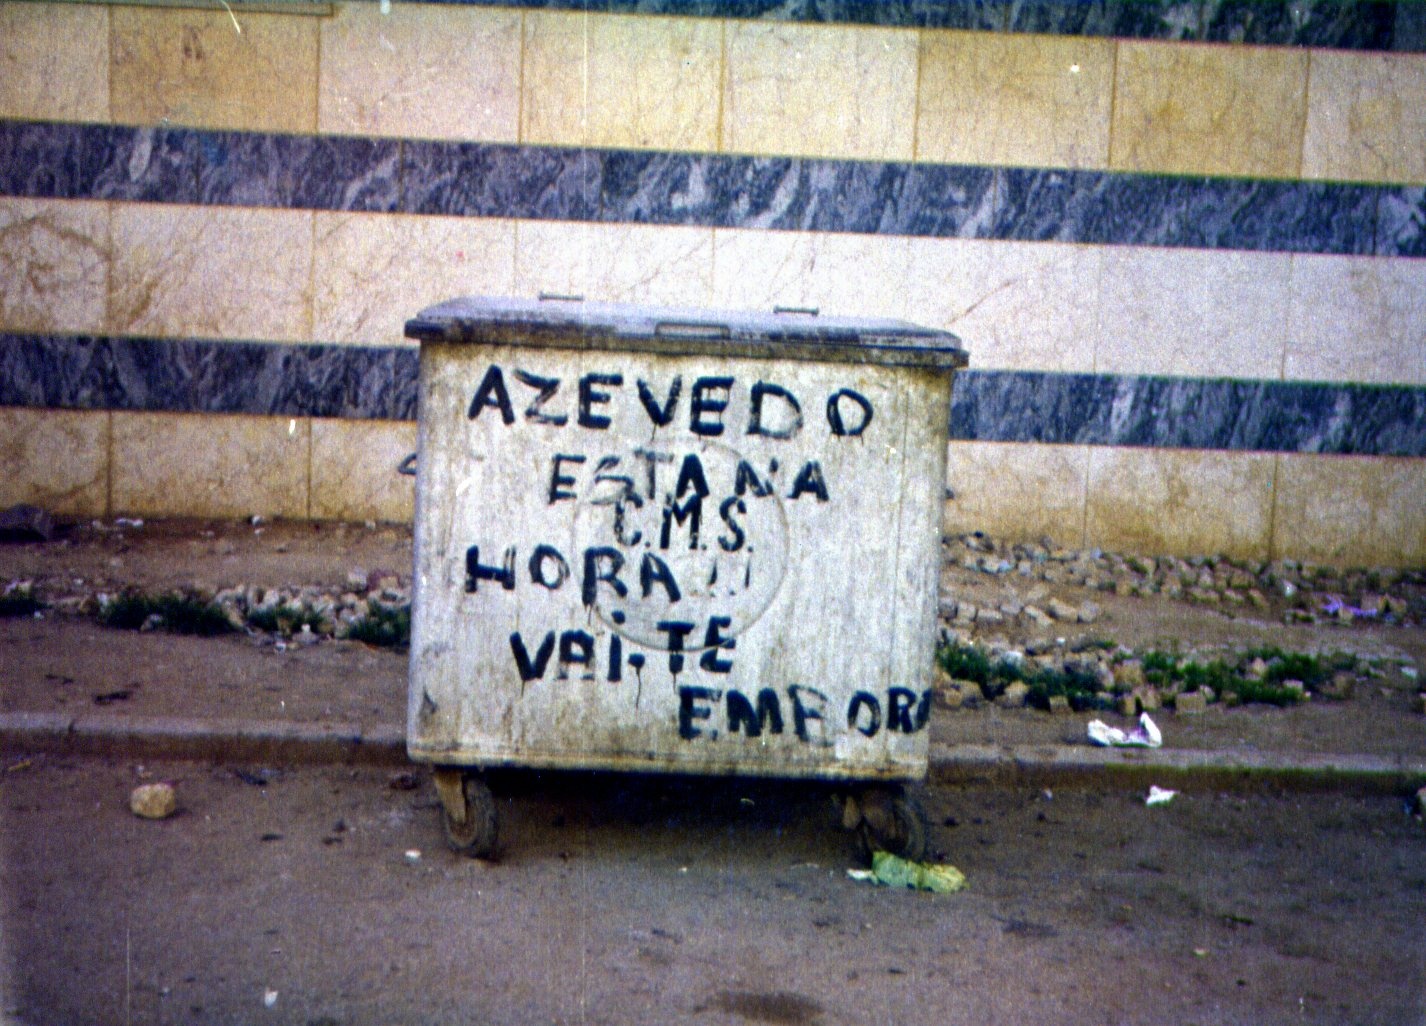 AZEVEDO
ESTA NA
C.M.S.
HORA !!
VAI-TE
EMBORA